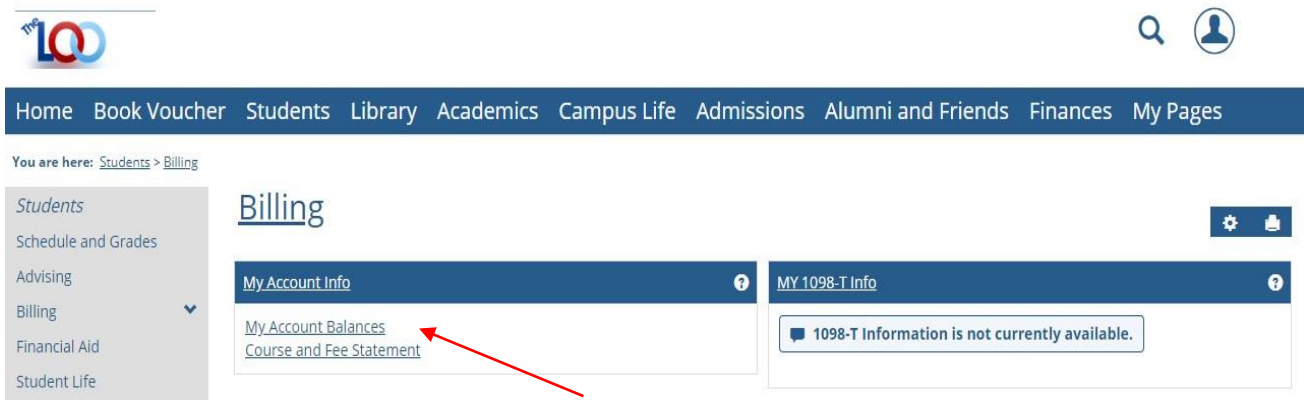 The LOO
Home Book Voucher Students Library Academics Campus Life Admissions Alumni and Friends Finances My Pages
You are here: Students > Billing
Students
Schedule and Grades
Advising
Billing
Financial Aid
Student Life
Billing
My Account Info ?
My Account Balances
Course and Fee Statement
MY 1098-T Info ?
1098-T Information is not currently available.